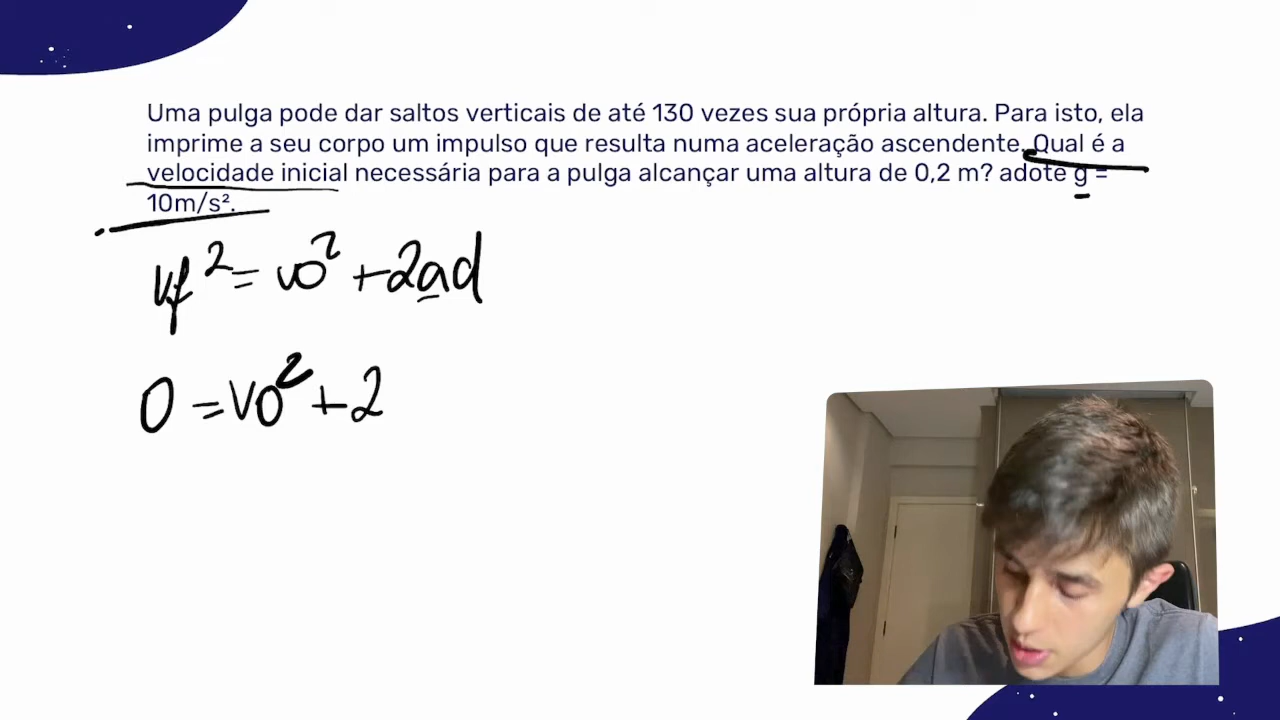 Uma pulga pode dar saltos verticais de até 130 vezes sua própria altura. Para isto, ela
imprime a seu corpo um impulso que resulta numa aceleração ascendente. Qual é a
velocidade inicial necessária para a pulga alcançar uma altura de 0,2 m? adote g =
10m/s².
vf² = vo² + 2ad
0 = vo² + 2